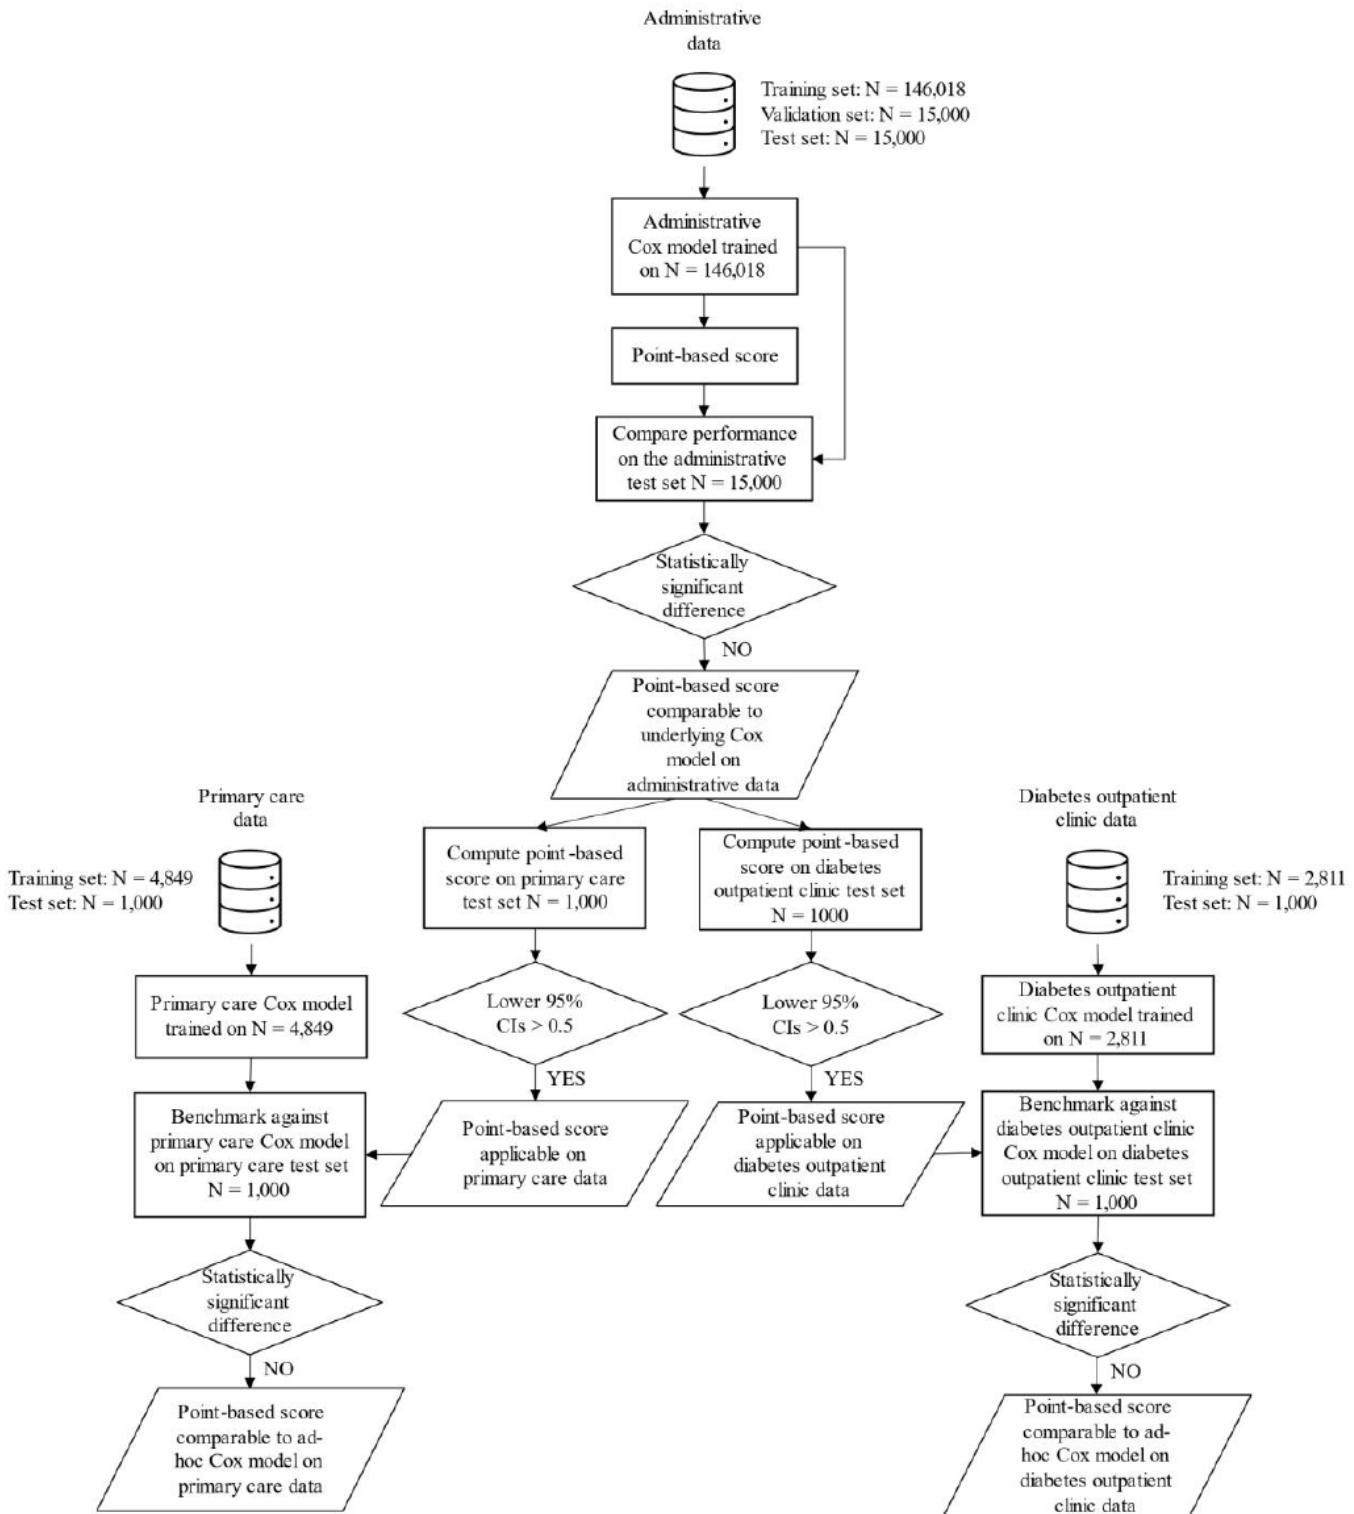 Administrative
data
Training set: N = 146,018
Validation set: N = 15,000
Test set: N = 15,000
Administrative
Cox model trained
on N = 146,018
Point-based score
Compare performance
on the administrative
test set N = 15,000
Statistically
significant
difference
NO
Point-based score
comparable to
underlying Cox
model on
administrative data
Primary care
data
Training set: N = 4,849
Test set: N = 1,000
Primary care Cox model
trained on N = 4,849
Benchmark against
primary care Cox model
on primary care test set
N = 1,000
Statistically
significant
difference
NO
Point-based score
comparable to ad-
hoc Cox model on
primary care data
Compute point-based
score on primary care
test set N = 1,000
Lower 95%
CIs > 0.5
YES
Point-based score
applicable on
primary care data
Compute point-based
score on diabetes
outpatient clinic test set
N = 1000
Lower 95%
CIs > 0.5
YES
Point-based score
applicable on
diabetes outpatient
clinic data
Diabetes outpatient
clinic data
Training set: N = 2,811
Test set: N = 1,000
Diabetes outpatient
clinic Cox model trained
on N = 2,811
Benchmark against
diabetes outpatient clinic
Cox model on diabetes
outpatient clinic test set
N = 1,000
Statistically
significant
difference
NO
Point-based score
comparable to ad-
hoc Cox model on
diabetes outpatient
clinic data